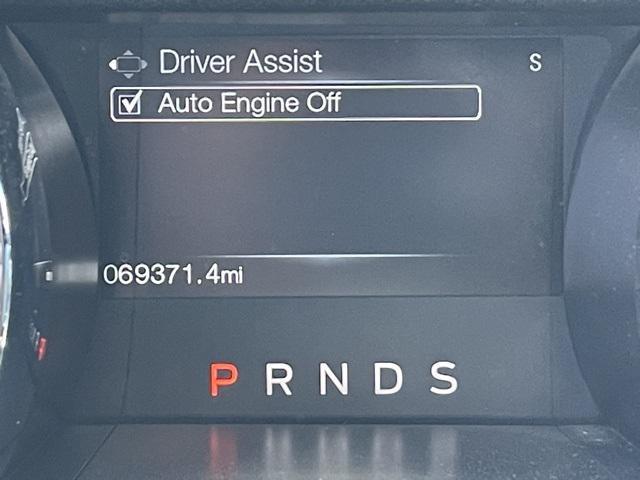 Driver Assist S
Auto Engine Off
069371.4mi
P R N D S